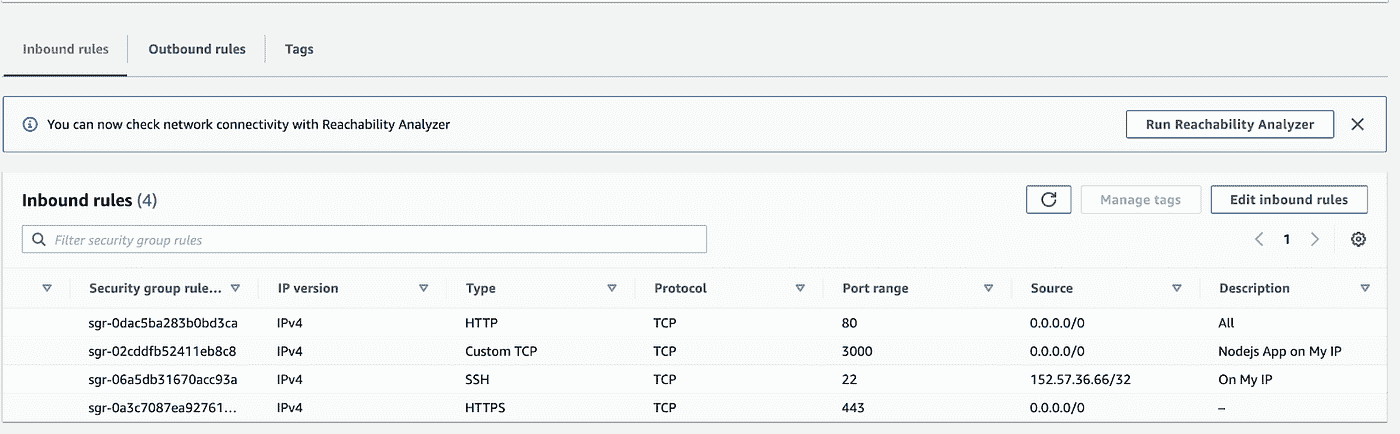 Inbound rules Outbound rules Tags
You can now check network connectivity with Reachability Analyzer Run Reachability Analyzer
Inbound rules (4) Manage tags Edit inbound rules
Filter security group rules 1
Security group rule... IP version Type Protocol Port range Source Description
sgr-0dac5ba283b0bd3ca IPv4 HTTP TCP 80 0.0.0.0/0 All
sgr-02cddfb52411eb8c8 IPv4 Custom TCP TCP 3000 0.0.0.0/0 Nodejs App on My IP
sgr-06a5db31670acc93a IPv4 SSH TCP 22 152.57.36.66/32 On My IP
sgr-0a3c7087ea92761... IPv4 HTTPS TCP 443 0.0.0.0/0 –